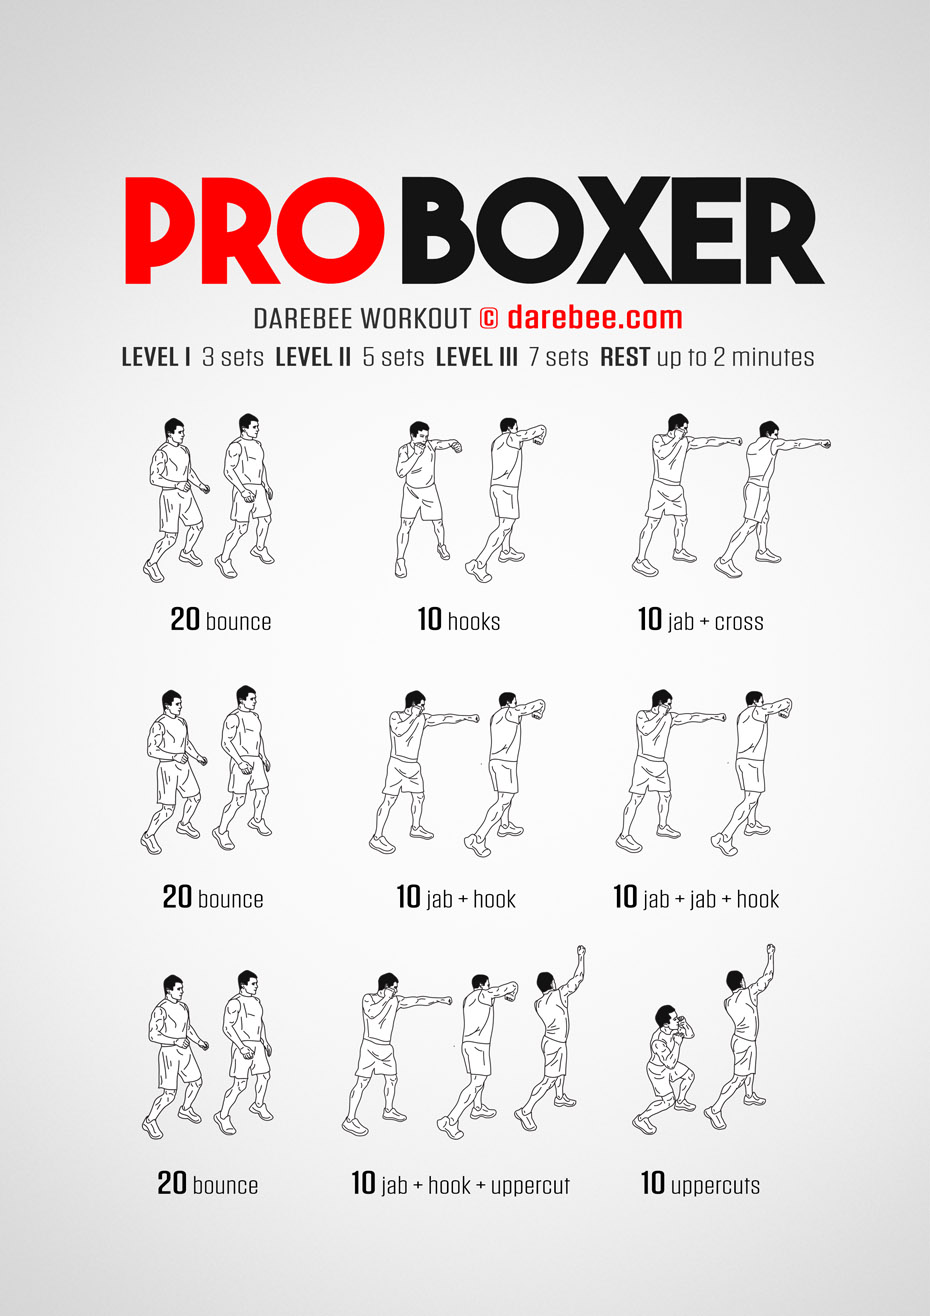 PRO BOXER
DAREBEE WORKOUT © darebee.com
LEVEL I 3 sets LEVEL II 5 sets LEVEL III 7 sets REST up to 2 minutes
20 bounce
10 hooks
10 jab + cross
20 bounce
10 jab + hook
10 jab + jab + hook
20 bounce
10 jab + hook + uppercut
10 uppercuts